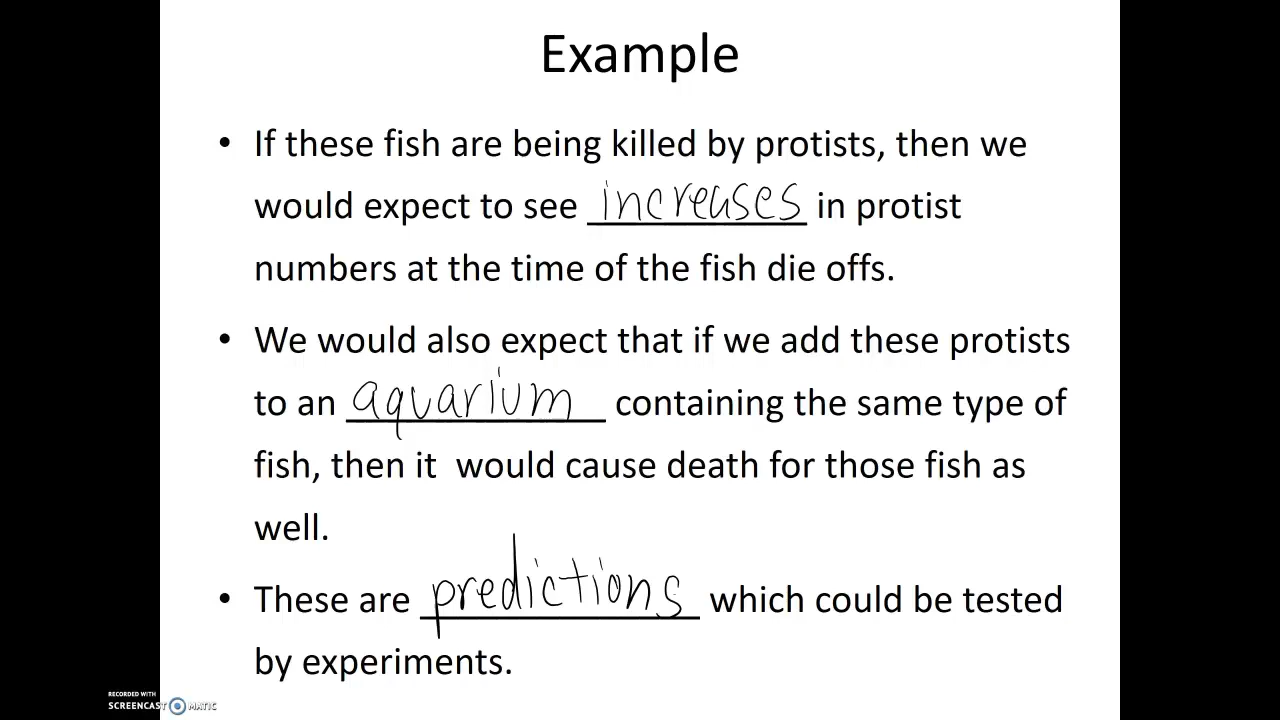 Example
• If these fish are being killed by protists, then we
would expect to see increases in protist
numbers at the time of the fish die offs.
• We would also expect that if we add these protists
to an aquarium containing the same type of
fish, then it would cause death for those fish as
well.
• These are predictions which could be tested
by experiments.
RECORDED WITH
SCREENCAST MATIC